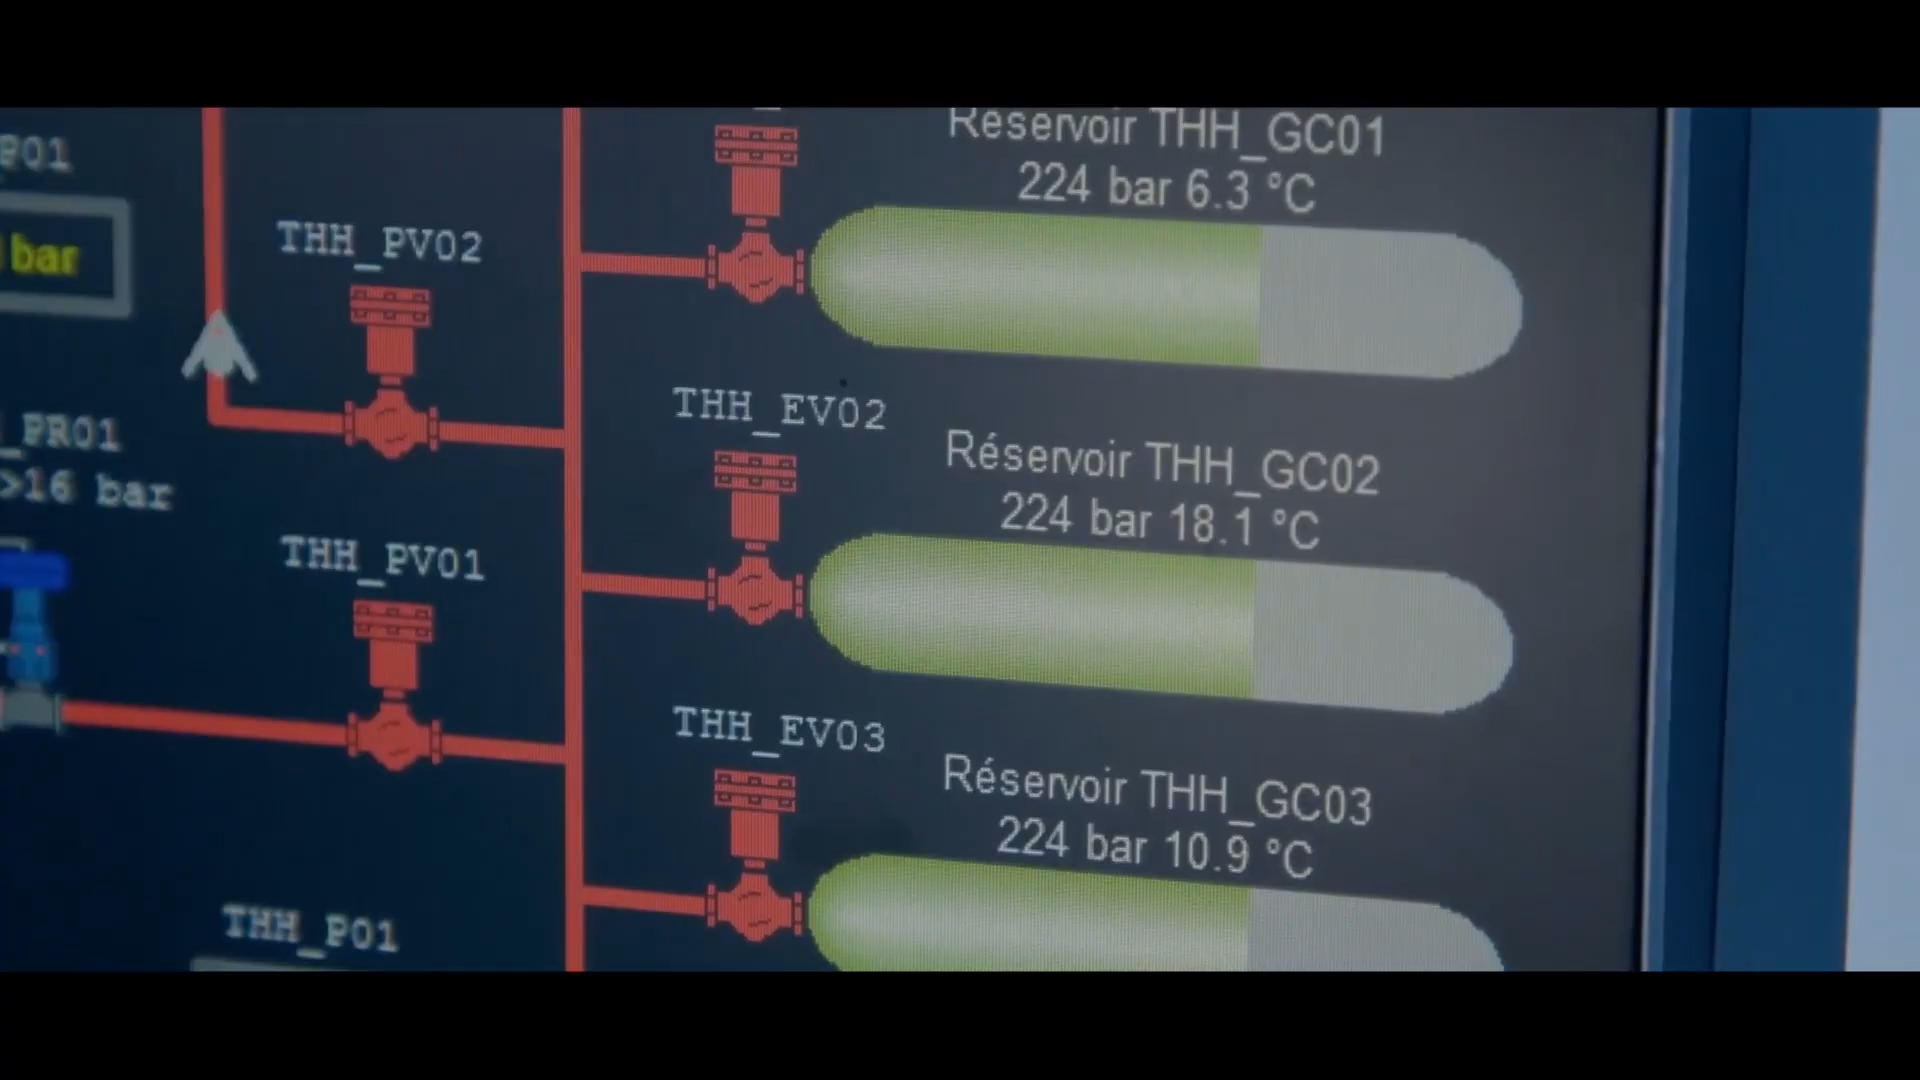 P01
bar
THH_PV02
_PR01
>16 bar
THH_PV01
THH_P01
Réservoir THH_GC01
224 bar 6.3 °C
THH_EV02
Réservoir THH_GC02
224 bar 18.1 °C
THH_EV03
Réservoir THH_GC03
224 bar 10.9 °C